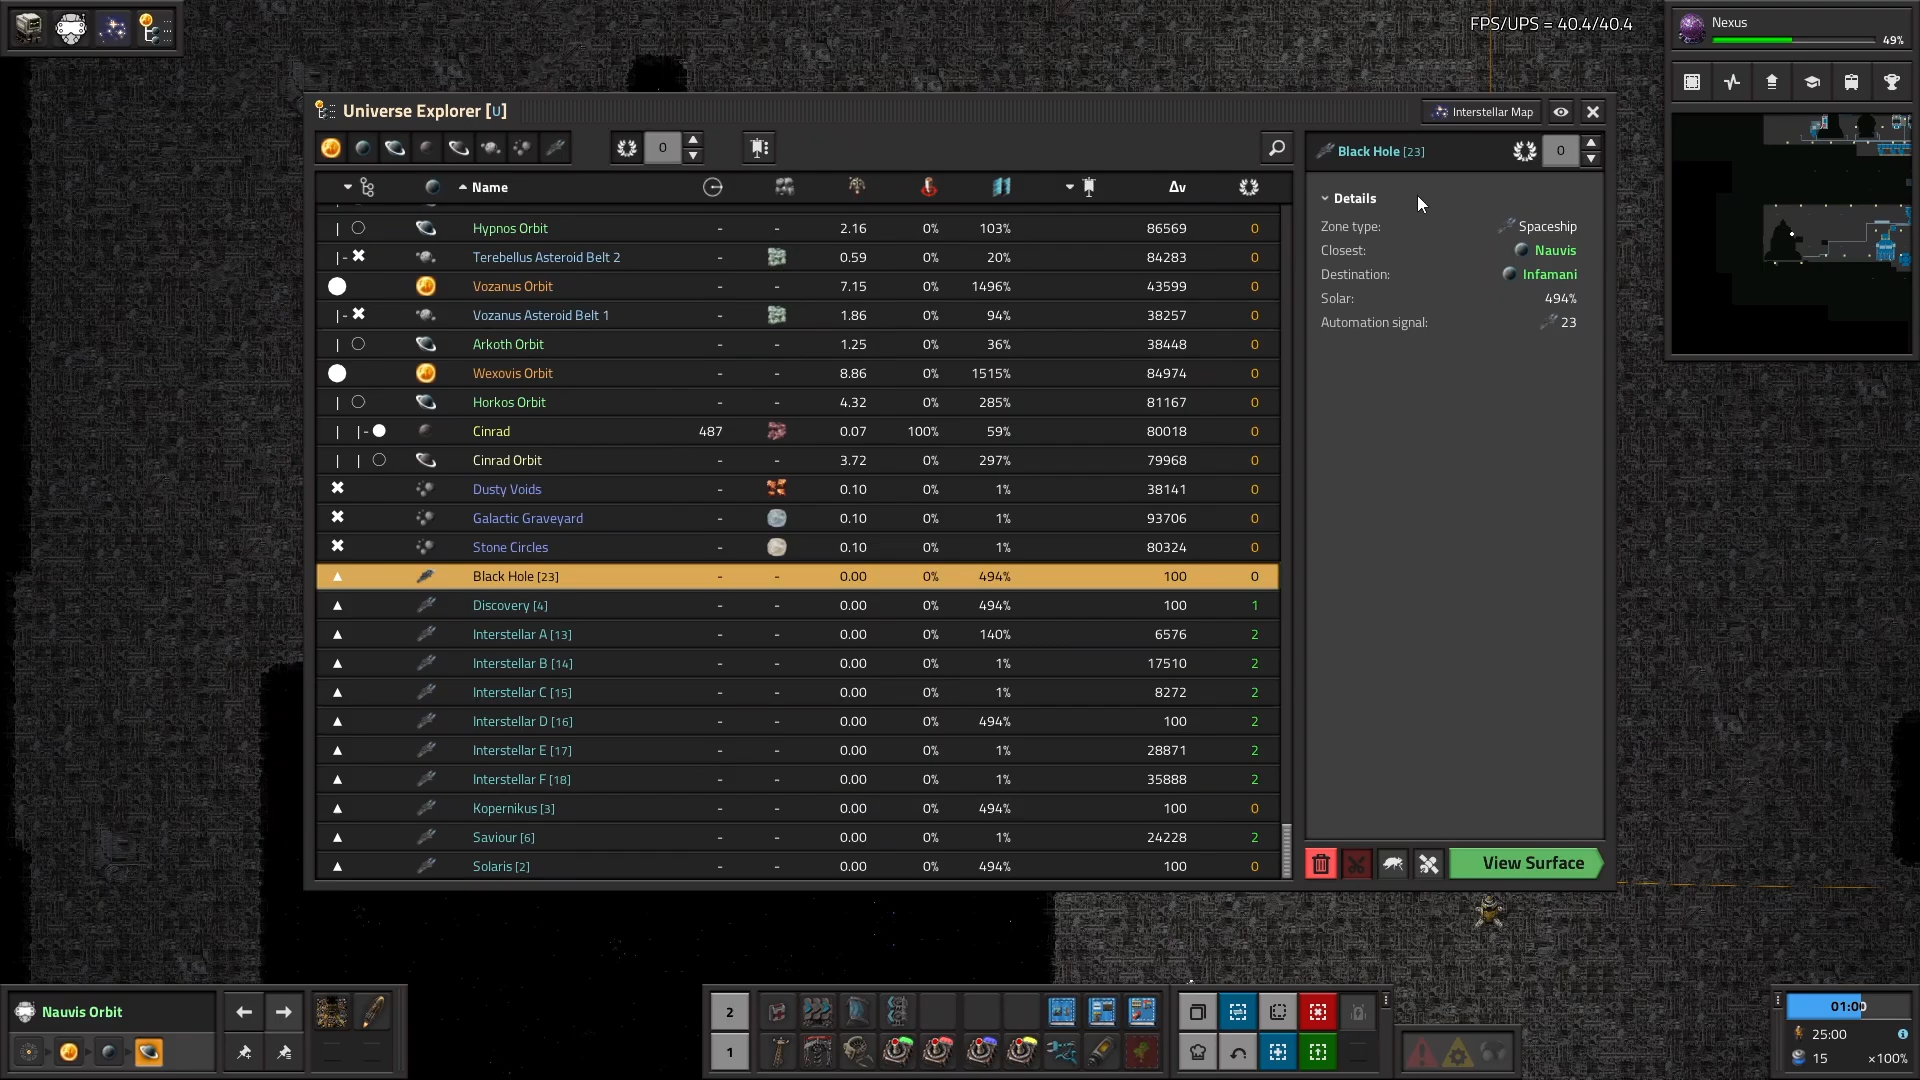 FPS/UPS = 40.4/40.4
Nexus
49%
Universe Explorer [U]
Interstellar Map
0
Black Hole [23]
0
Name
Δv
Hypnos Orbit - - 2.16 0% 103% 86569 0
Terebellus Asteroid Belt 2 - 0.59 0% 20% 84283 0
Vozanus Orbit - - 7.15 0% 1496% 43599 0
Vozanus Asteroid Belt 1 - 1.86 0% 94% 38257 0
Arkoth Orbit - - 1.25 0% 36% 38448 0
Wexovis Orbit - - 8.86 0% 1515% 84974 0
Horkos Orbit - - 4.32 0% 285% 81167 0
Cinrad 487 0.07 100% 59% 80018 0
Cinrad Orbit - - 3.72 0% 297% 79968 0
Dusty Voids - 0.10 0% 1% 38141 0
Galactic Graveyard - 0.10 0% 1% 93706 0
Stone Circles - 0.10 0% 1% 80324 0
Black Hole [23] - - 0.00 0% 494% 100 0
Discovery [4] - - 0.00 0% 494% 100 1
Interstellar A [13] - - 0.00 0% 140% 6576 2
Interstellar B [14] - - 0.00 0% 1% 17510 2
Interstellar C [15] - - 0.00 0% 1% 8272 2
Interstellar D [16] - - 0.00 0% 494% 100 2
Interstellar E [17] - - 0.00 0% 1% 28871 2
Interstellar F [18] - - 0.00 0% 1% 35888 2
Kopernikus [3] - - 0.00 0% 494% 100 0
Saviour [6] - - 0.00 0% 1% 24228 2
Solaris [2] - - 0.00 0% 494% 100 0
Details
Zone type: Spaceship
Closest: Nauvis
Destination: Infamani
Solar: 494%
Automation signal: 23
View Surface
Nauvis Orbit
2
1
01:00
25:00
15 ×100%